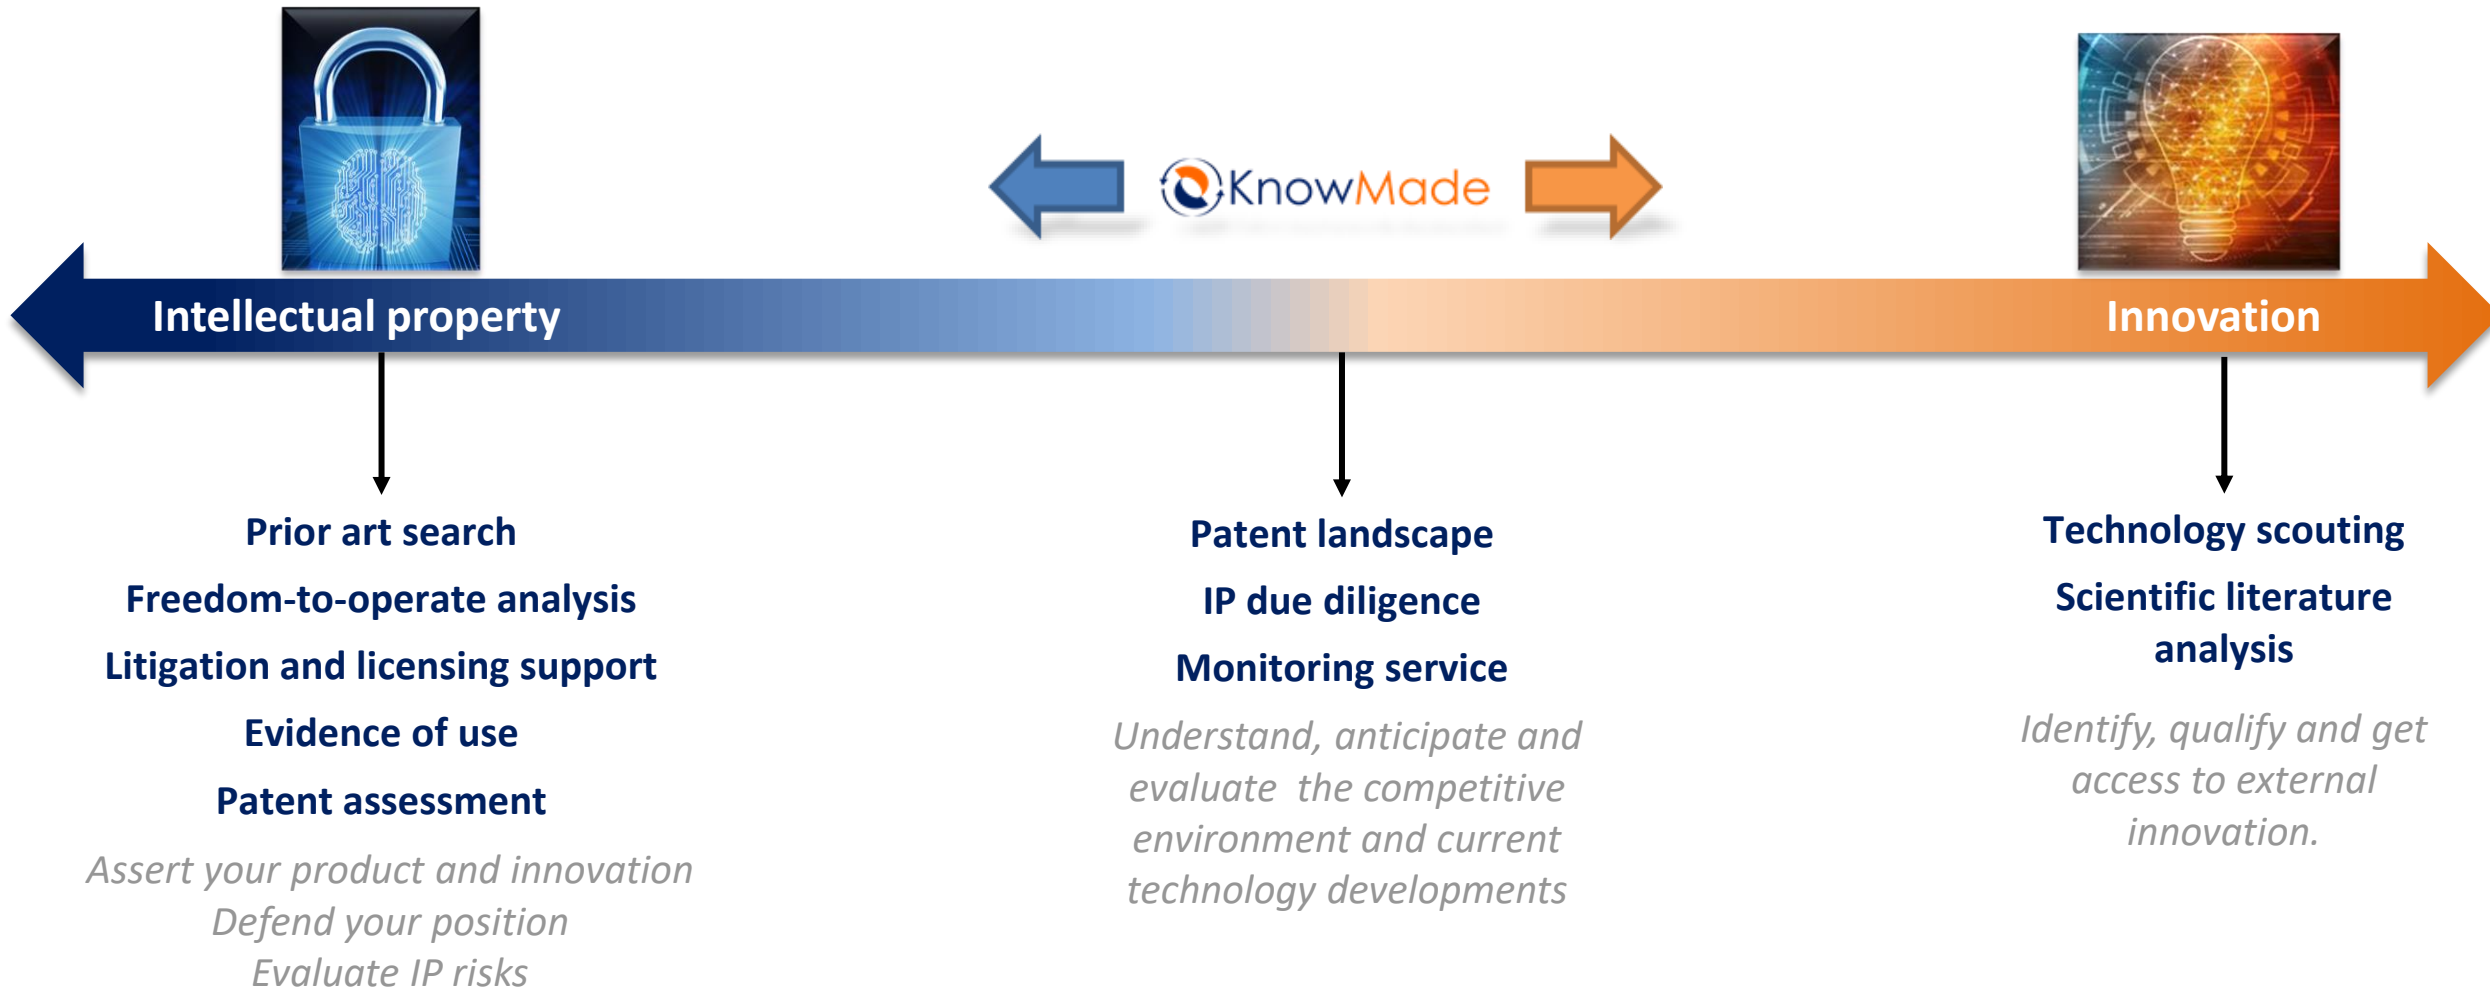 KnowMade
Intellectual property
Innovation
Prior art search
Freedom-to-operate analysis
Litigation and licensing support
Evidence of use
Patent assessment
Assert your product and innovation
Defend your position
Evaluate IP risks
Patent landscape
IP due diligence
Monitoring service
Understand, anticipate and
evaluate  the competitive
environment and current
technology developments
Technology scouting
Scientific literature
analysis
Identify, qualify and get
access to external
innovation.